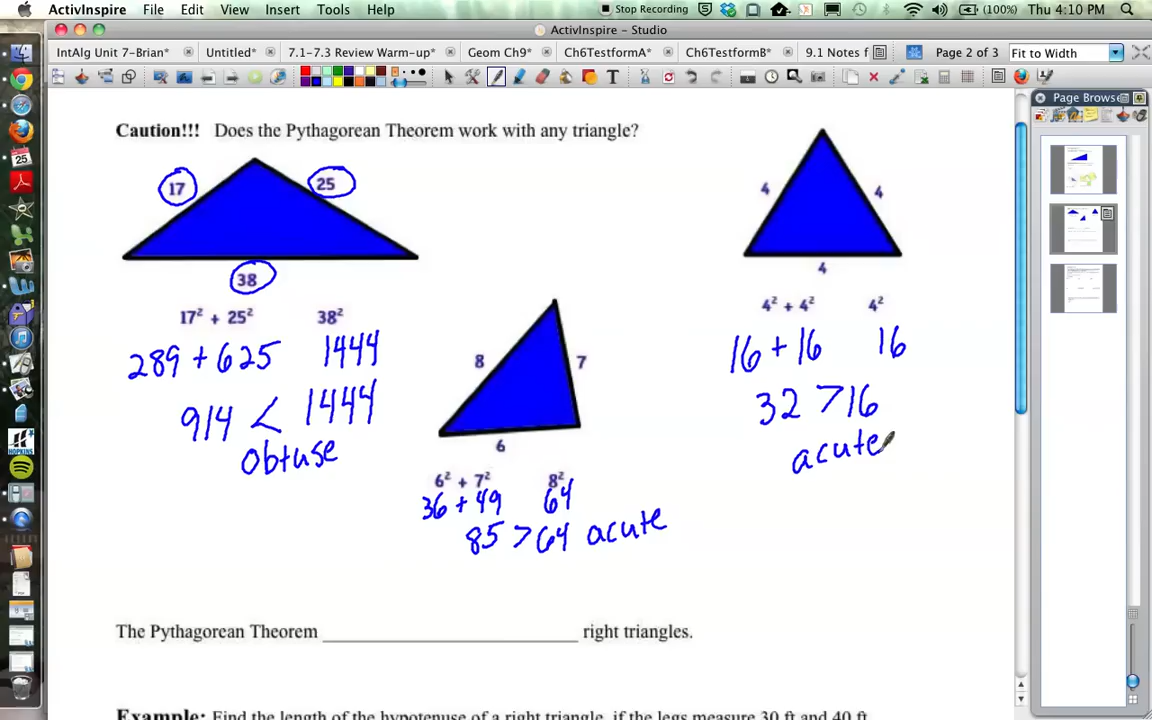 ActivInspire File Edit View Insert Tools Help Stop Recording (100%) Thu 4:10 PM
ActivInspire - Studio
IntAlg Unit 7-Brian* Untitled* 7.1-7.3 Review Warm-up* Geom Ch9* Ch6TestformA* Ch6TestformB* 9.1 Notes f Page 2 of 3 Fit to Width
Page Brows
Caution!!! Does the Pythagorean Theorem work with any triangle?
17 25
38
17² + 25² 38²
289 + 625 1444
914 < 1444
obtuse
8 7
6
6² + 7² 8²
36 + 49 64
85 > 64 acute
4 4
4
4² + 4² 4²
16 + 16 16
32 > 16
acute
The Pythagorean Theorem ______________________ right triangles.
Example: Find the length of the hypotenuse of a right triangle, if the legs measure 30 ft and 40 ft.